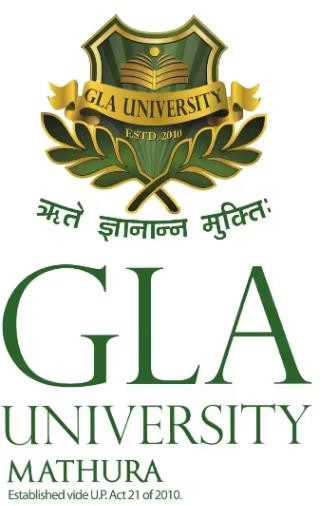 GLA UNIVERSITY
ESTD. 2010
ऋते ज्ञानान्न मुक्तिः
GLA
UNIVERSITY
MATHURA
Established vide U.P. Act 21 of 2010.